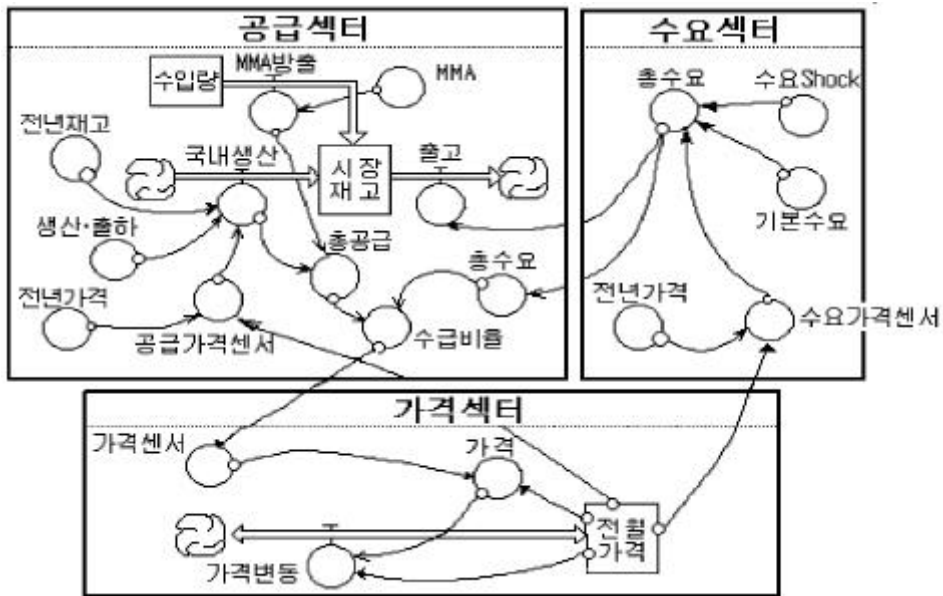 공급섹터
수요섹터
MMA방출
MMA
수입량
총수요
수요Shock
전년재고
국내생산
시장
재고
출고
생산·출하
기본수요
총공급
총수요
전년가격
전년가격
공급가격센서
수급비율
수요가격센서
가격섹터
가격센서
가격
전월
가격
가격변동